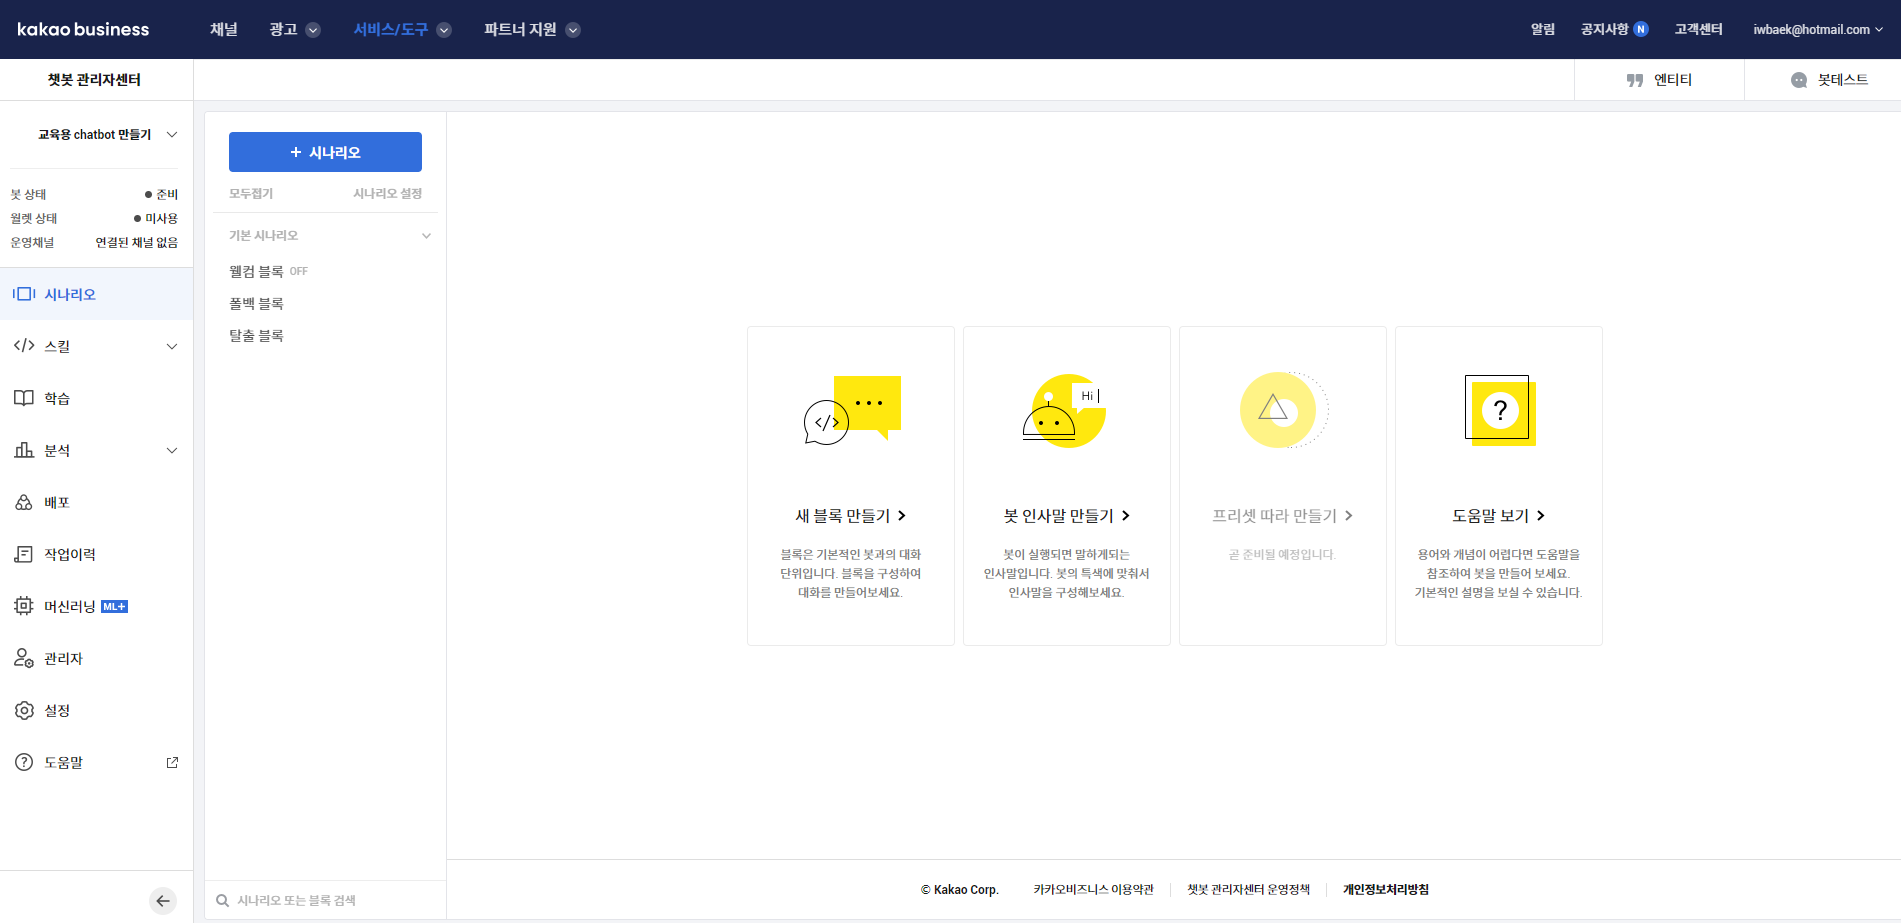 kakao business
채널
광고
서비스/도구
파트너 지원
알림
공지사항 N
고객센터
iwbaek@hotmail.com
챗봇 관리자센터
엔티티
봇테스트
교육용 chatbot 만들기
봇 상태 준비
월렛 상태 미사용
운영채널 연결된 채널 없음
시나리오
스킬
학습
분석
배포
작업이력
머신러닝 ML+
관리자
설정
도움말
+ 시나리오
모두접기 시나리오 설정
기본 시나리오
웰컴 블록 OFF
폴백 블록
탈출 블록
시나리오 또는 블록 검색
</>
새 블록 만들기
블록은 기본적인 봇과의 대화
단위입니다. 블록을 구성하여
대화를 만들어보세요.
Hi
봇 인사말 만들기
봇이 실행되면 말하게되는
인사말입니다. 봇의 특색에 맞춰서
인사말을 구성해보세요.
프리셋 따라 만들기
곧 준비될 예정입니다.
?
도움말 보기
용어와 개념이 어렵다면 도움말을
참조하여 봇을 만들어 보세요.
기본적인 설명을 보실 수 있습니다.
© Kakao Corp. 카카오비즈니스 이용약관 챗봇 관리자센터 운영정책 개인정보처리방침